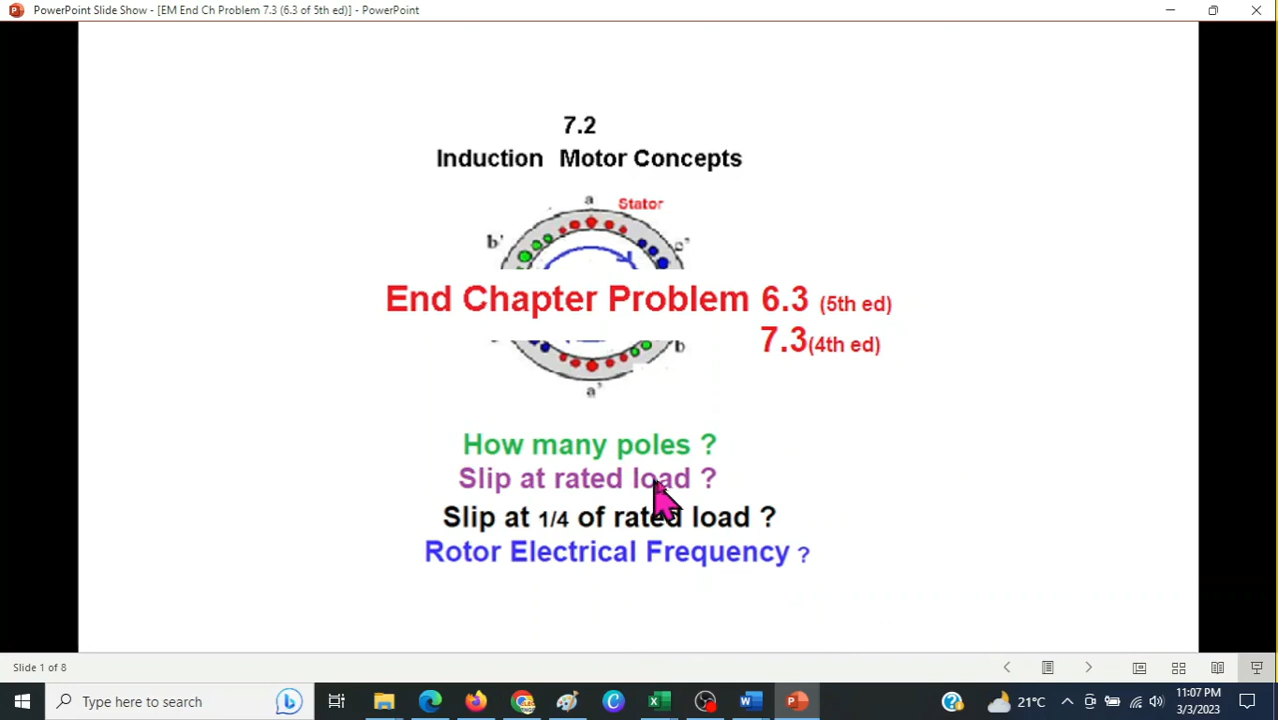 PowerPoint Slide Show - [EM End Ch Problem 7.3 (6.3 of 5th ed)] - PowerPoint
7.2
Induction Motor Concepts
a Stator
b' c'
End Chapter Problem 6.3 (5th ed)
7.3(4th ed)
b
a'
How many poles ?
Slip at rated load ?
Slip at 1/4 of rated load ?
Rotor Electrical Frequency ?
Slide 1 of 8
Type here to search
21°C
11:07 PM
3/3/2023